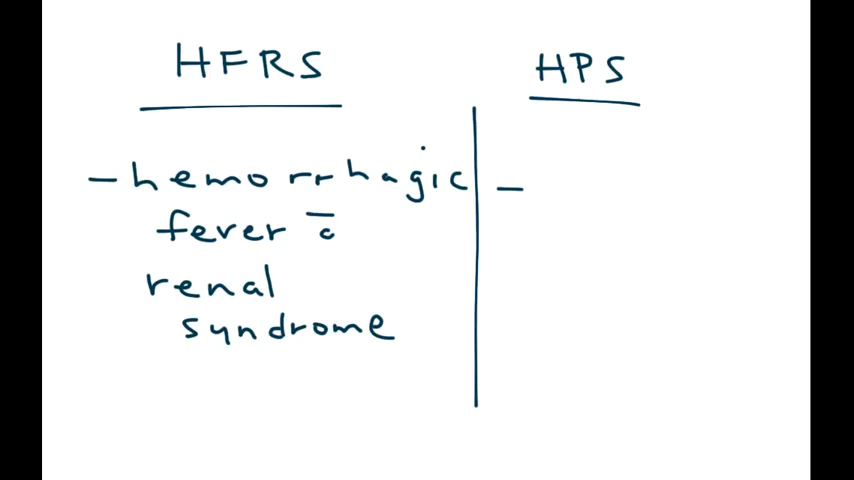 HFRS
HPS
- hemorrhagic
fever c̄
renal
syndrome
-